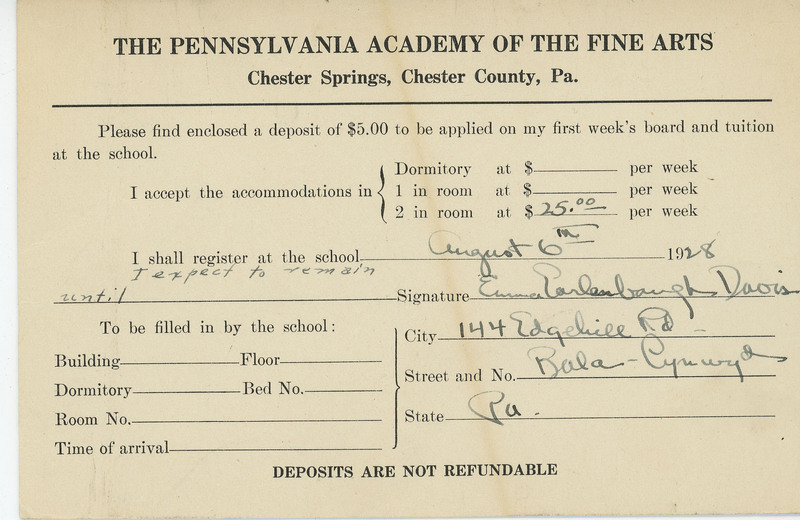 THE PENNSYLVANIA ACADEMY OF THE FINE ARTS
Chester Springs, Chester County, Pa.
Please find enclosed a deposit of $5.00 to be applied on my first week's board and tuition
at the school.
I accept the accommodations in
Dormitory at $ per week
1 in room at $ per week
2 in room at $ 25.00 per week
I shall register at the school August 6th 1928
I expect to remain
until
Signature Emma Earlenbaugh Davis
To be filled in by the school:
Building Floor
Dormitory Bed No.
Room No.
Time of arrival
City 144 Edgehill Rd
Street and No. Bala-Cynwyd
State Pa.
DEPOSITS ARE NOT REFUNDABLE